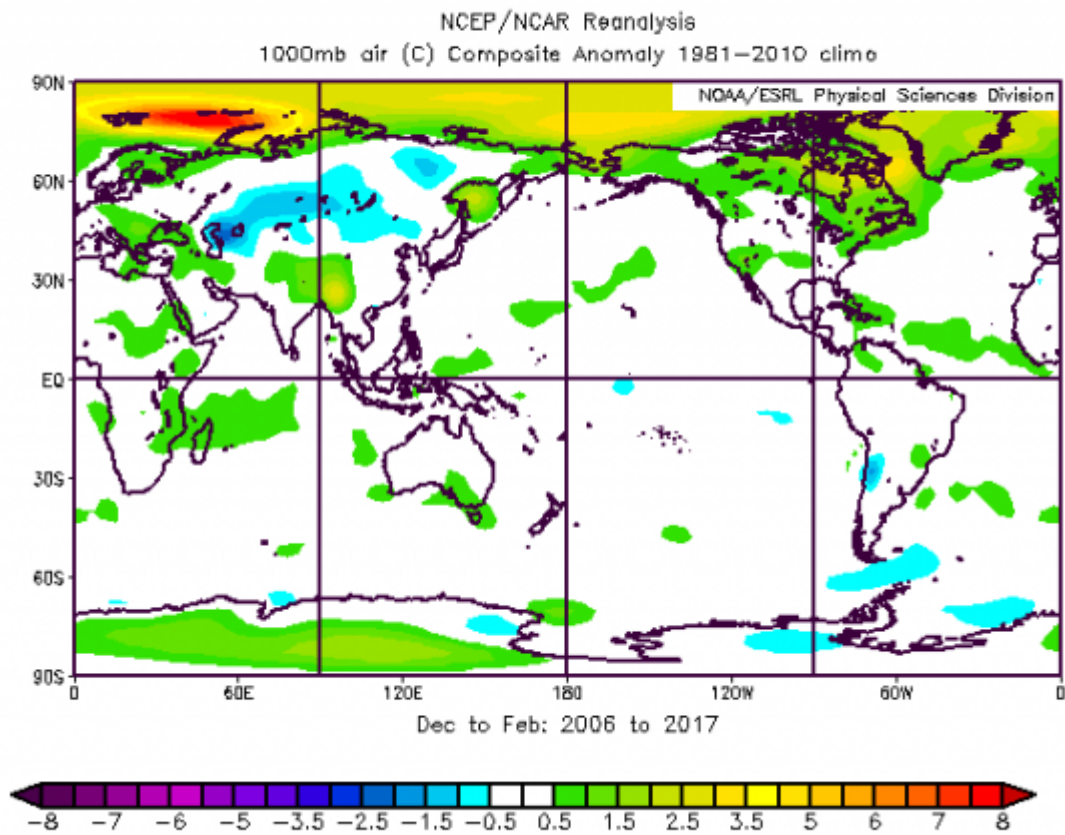 NCEP/NCAR Reanalysis
1000mb air (C) Composite Anomaly 1981-2010 climo
NOAA/ESRL Physical Sciences Division
90N
60N
30N
EQ
30S
60S
90S
0 60E 120E 180 120W 60W 0
Dec to Feb: 2006 to 2017
-8 -7 -6 -5 -3.5 -2.5 -1.5 -0.5 0.5 1.5 2.5 3.5 5 6 7 8